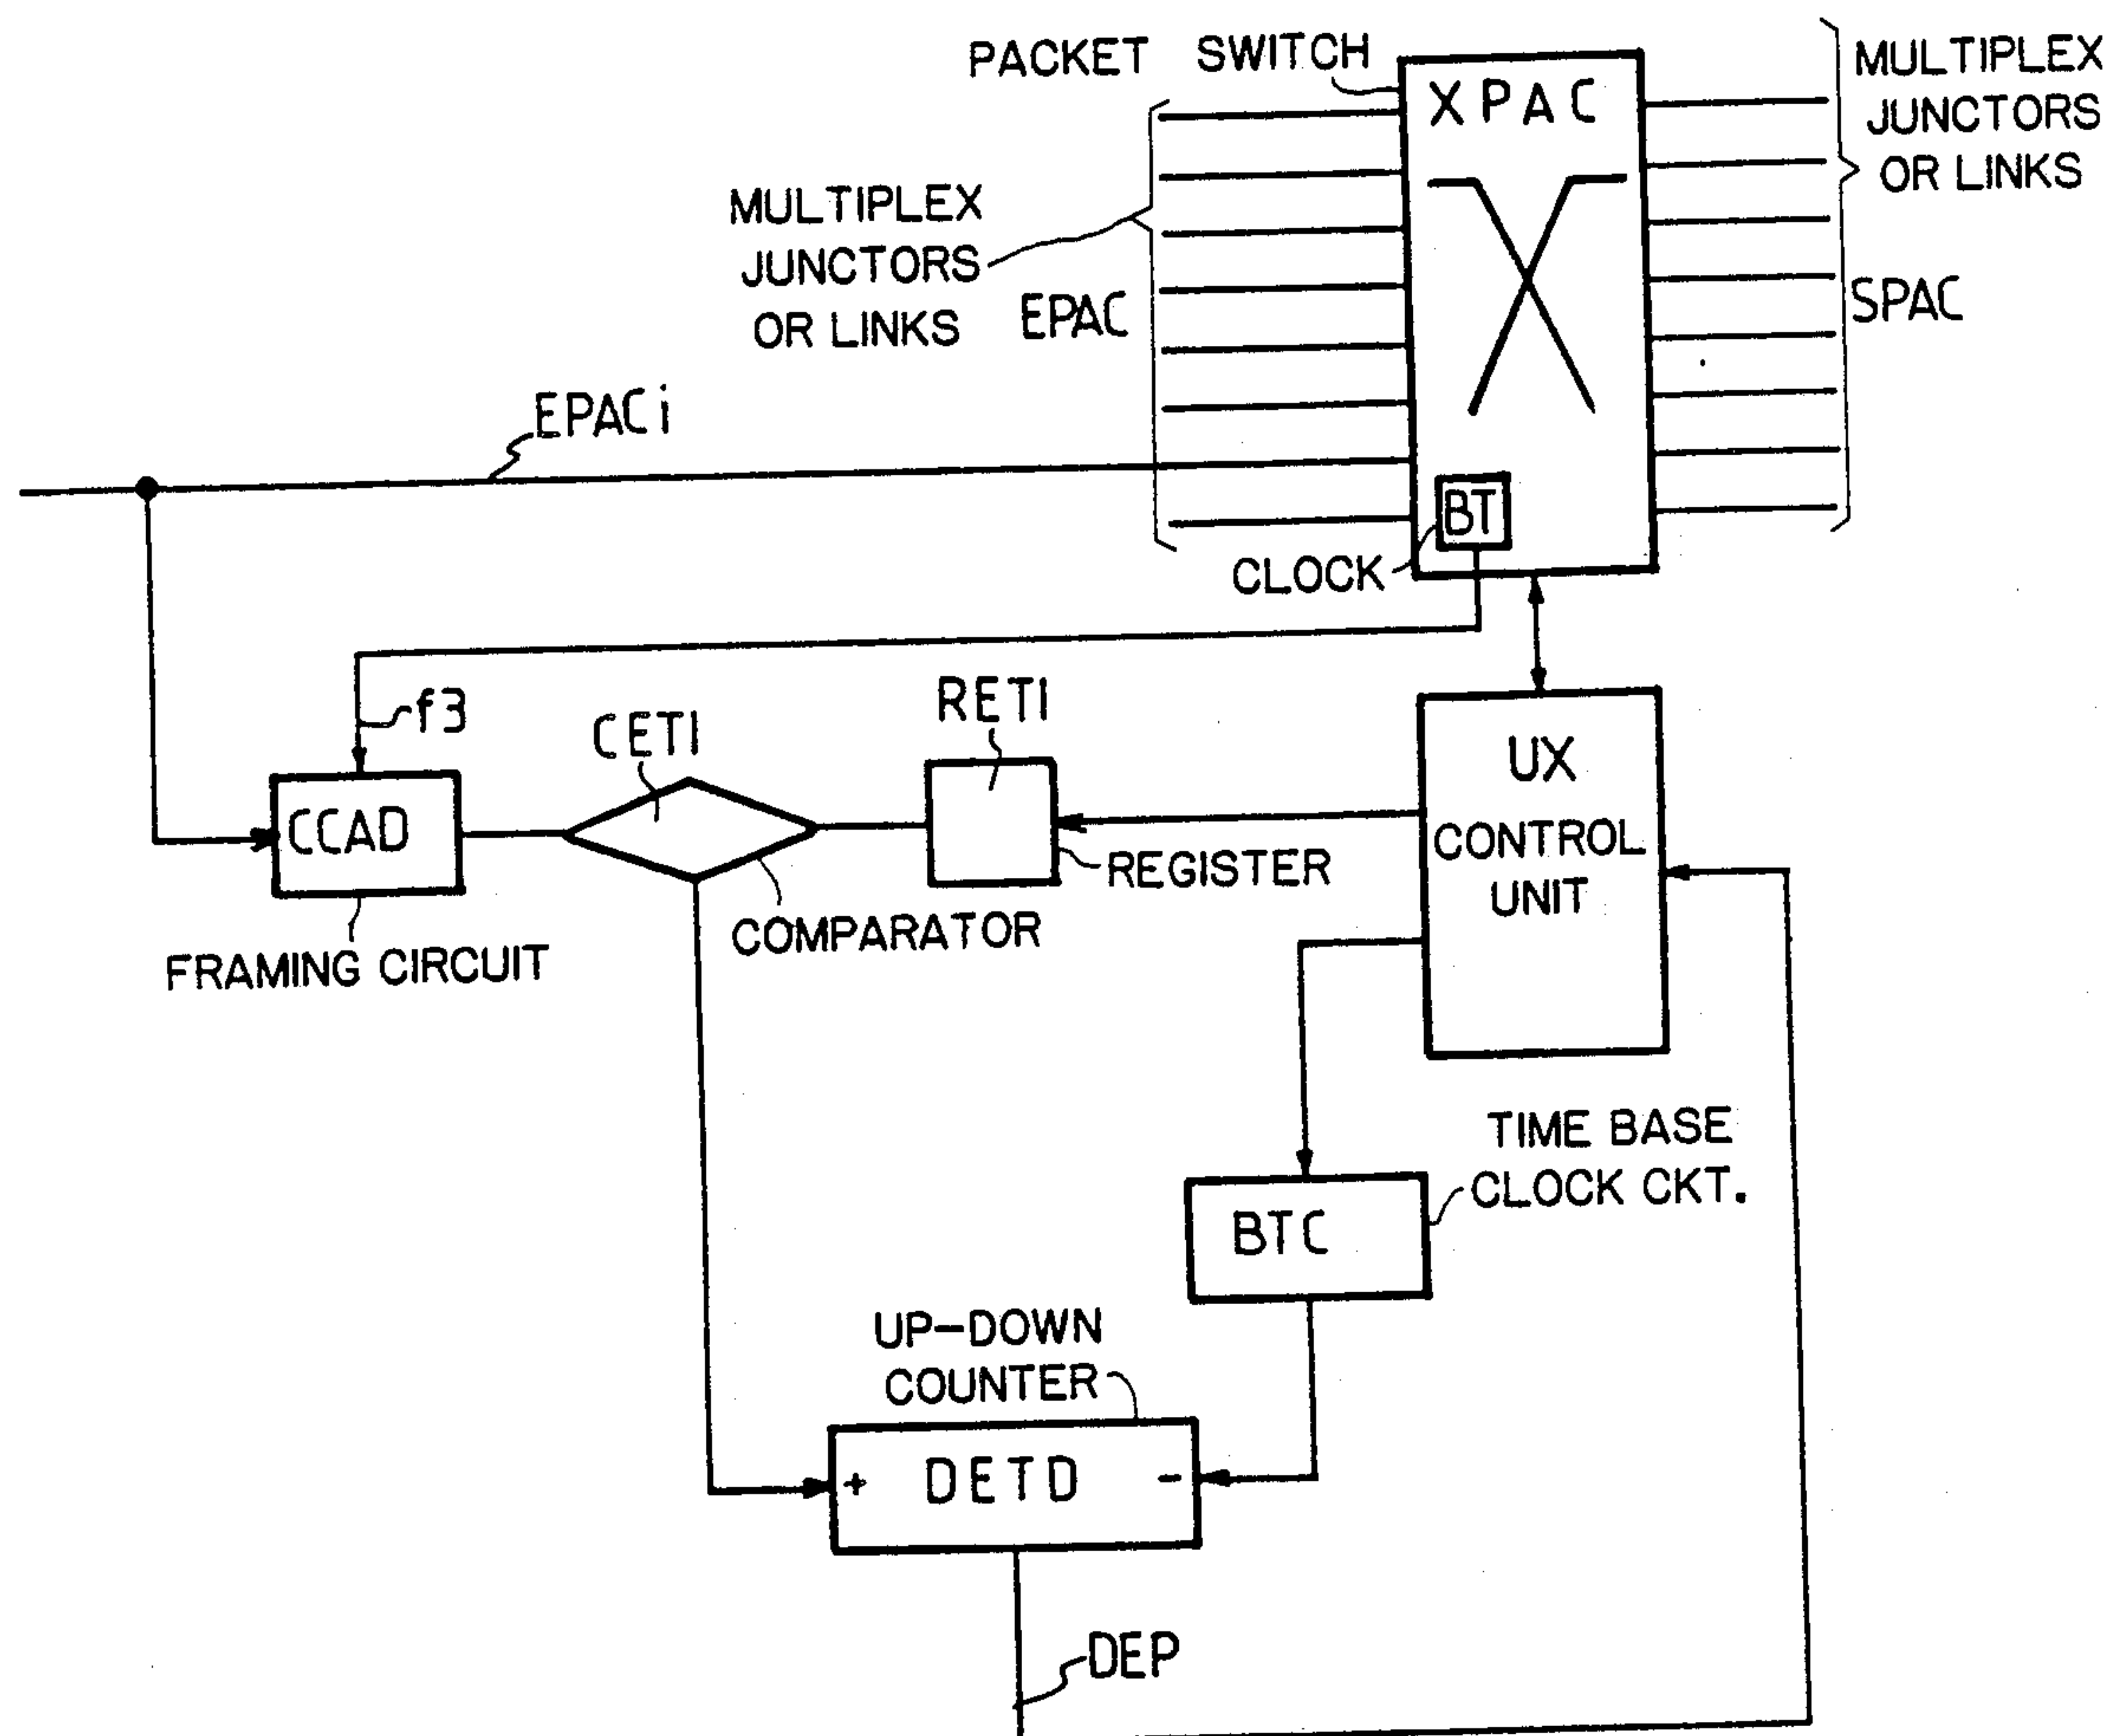 PACKET SWITCH
XPAC
MULTIPLEX
JUNCTORS
OR LINKS
MULTIPLEX
JUNCTORS
OR LINKS
EPAC
SPAC
EPACi
BT
CLOCK
f3
CETI
RETI
UX
CONTROL
UNIT
CCAD
REGISTER
COMPARATOR
FRAMING CIRCUIT
TIME BASE
CLOCK CKT.
BTC
UP-DOWN
COUNTER
+ DETD -
DEP